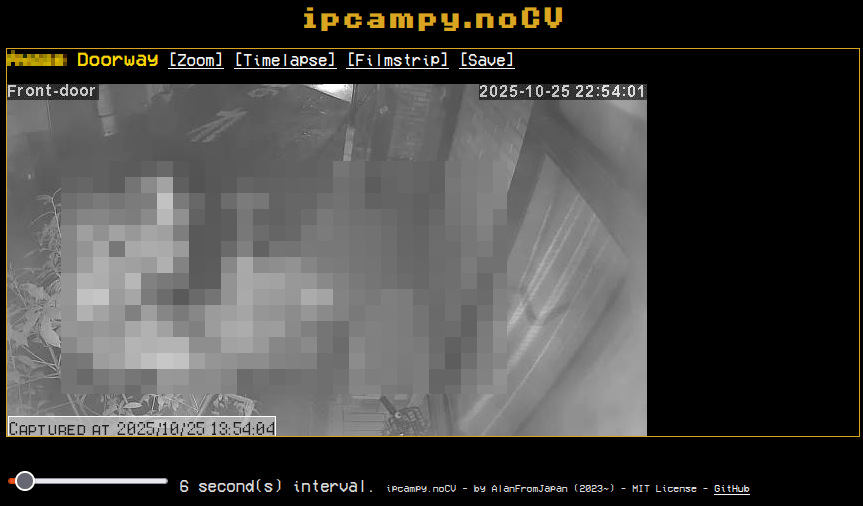 ipcampy.noCV
Doorway [Zoom] [Timelapse] [Filmstrip] [Save]
Front-door 2025-10-25 22:54:01
CAPTURED AT 2025/10/25 13:54:04
6 second(s) interval. ipcampy.noCV - by AlanFromJapan (2023~) - MIT License - GitHub